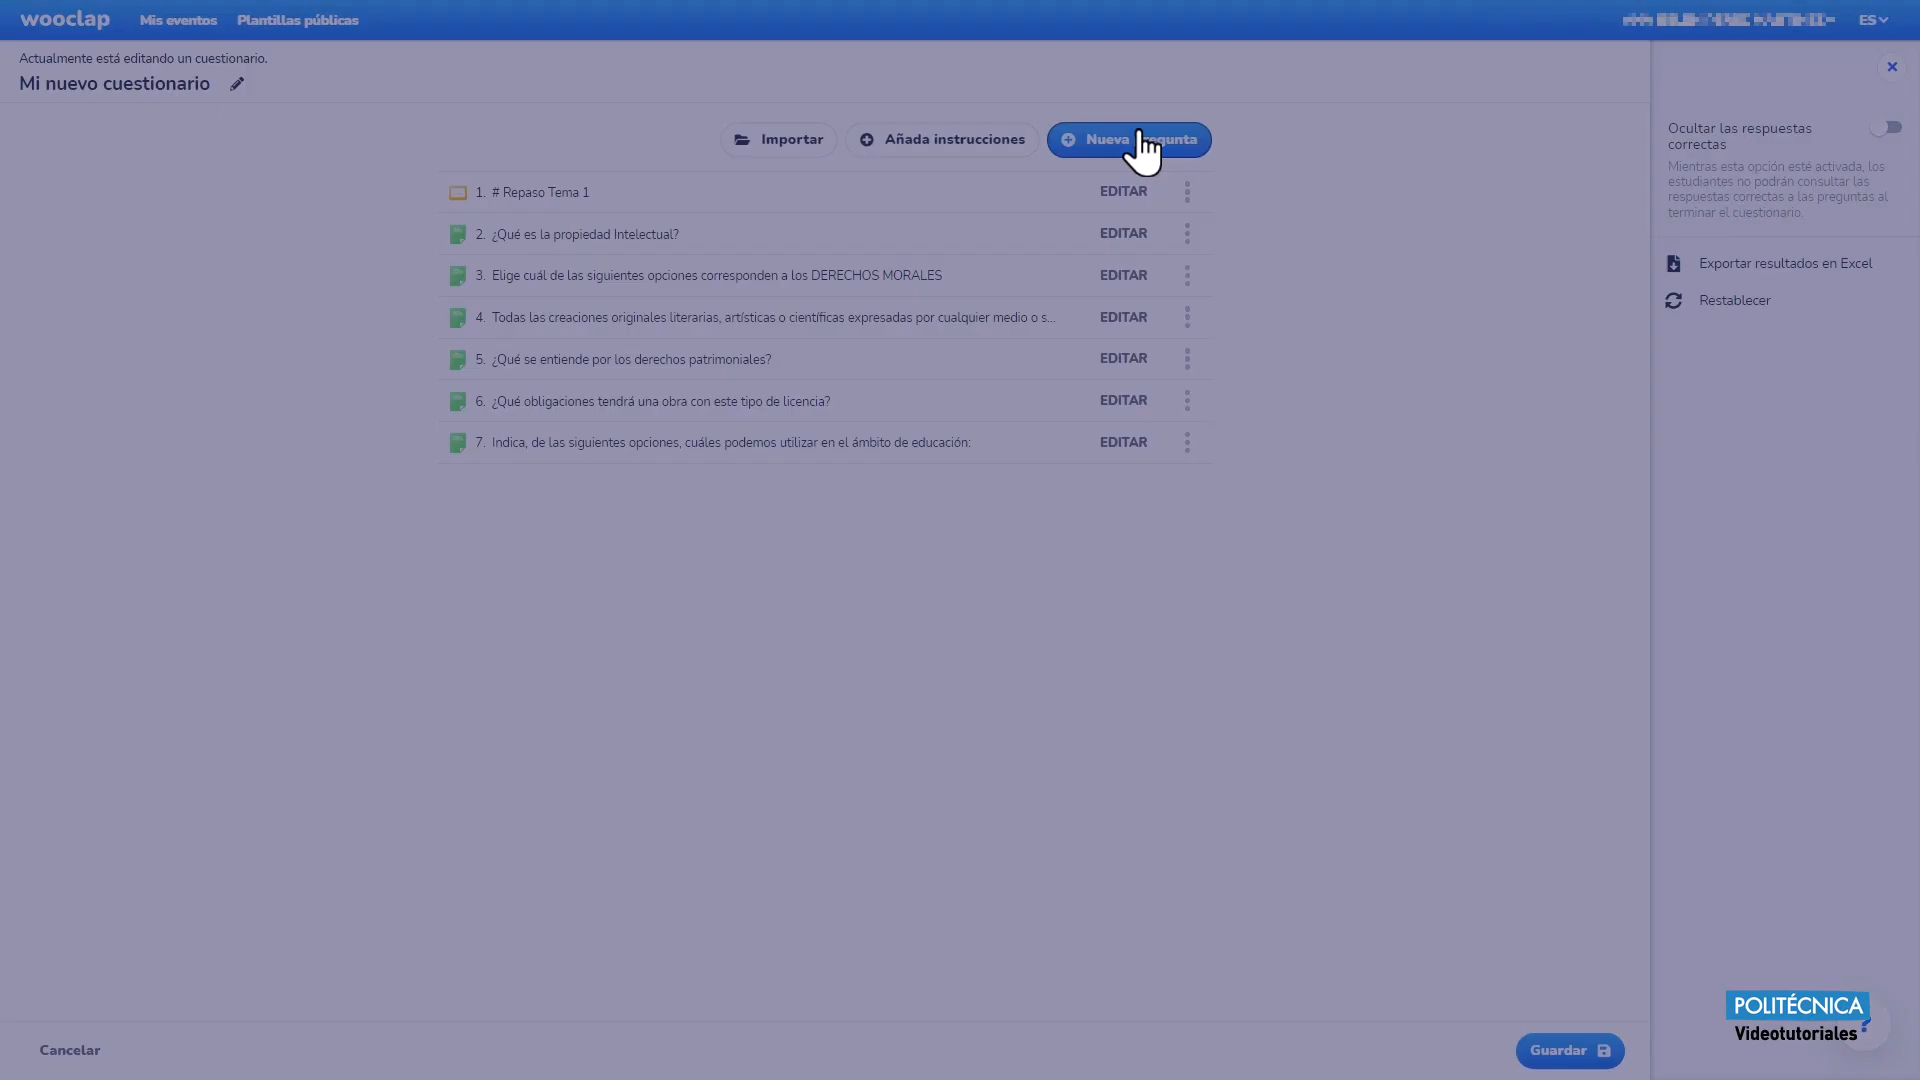 wooclap
Mis eventos
Plantillas públicas
ES
Actualmente está editando un cuestionario.
Mi nuevo cuestionario
Importar
Añada instrucciones
Nueva
1. # Repaso Tema 1
EDITAR
2. ¿Qué es la propiedad Intelectual?
EDITAR
3. Elige cuál de las siguientes opciones corresponden a los DERECHOS MORALES
EDITAR
4. Todas las creaciones originales literarias, artísticas o científicas expresadas por cualquier medio o s...
EDITAR
5. ¿Qué se entiende por los derechos patrimoniales?
EDITAR
6. ¿Qué obligaciones tendrá una obra con este tipo de licencia?
EDITAR
7. Indica, de las siguientes opciones, cuáles podemos utilizar en el ámbito de educación:
EDITAR
Ocultar las respuestas
correctas
Mientras esta opción esté activada, los
estudiantes no podrán consultar las
respuestas correctas a las preguntas al
terminar el cuestionario.
Exportar resultados en Excel
Restablecer
Cancelar
Guardar
POLITÉCNICA
Videotutoriales
?